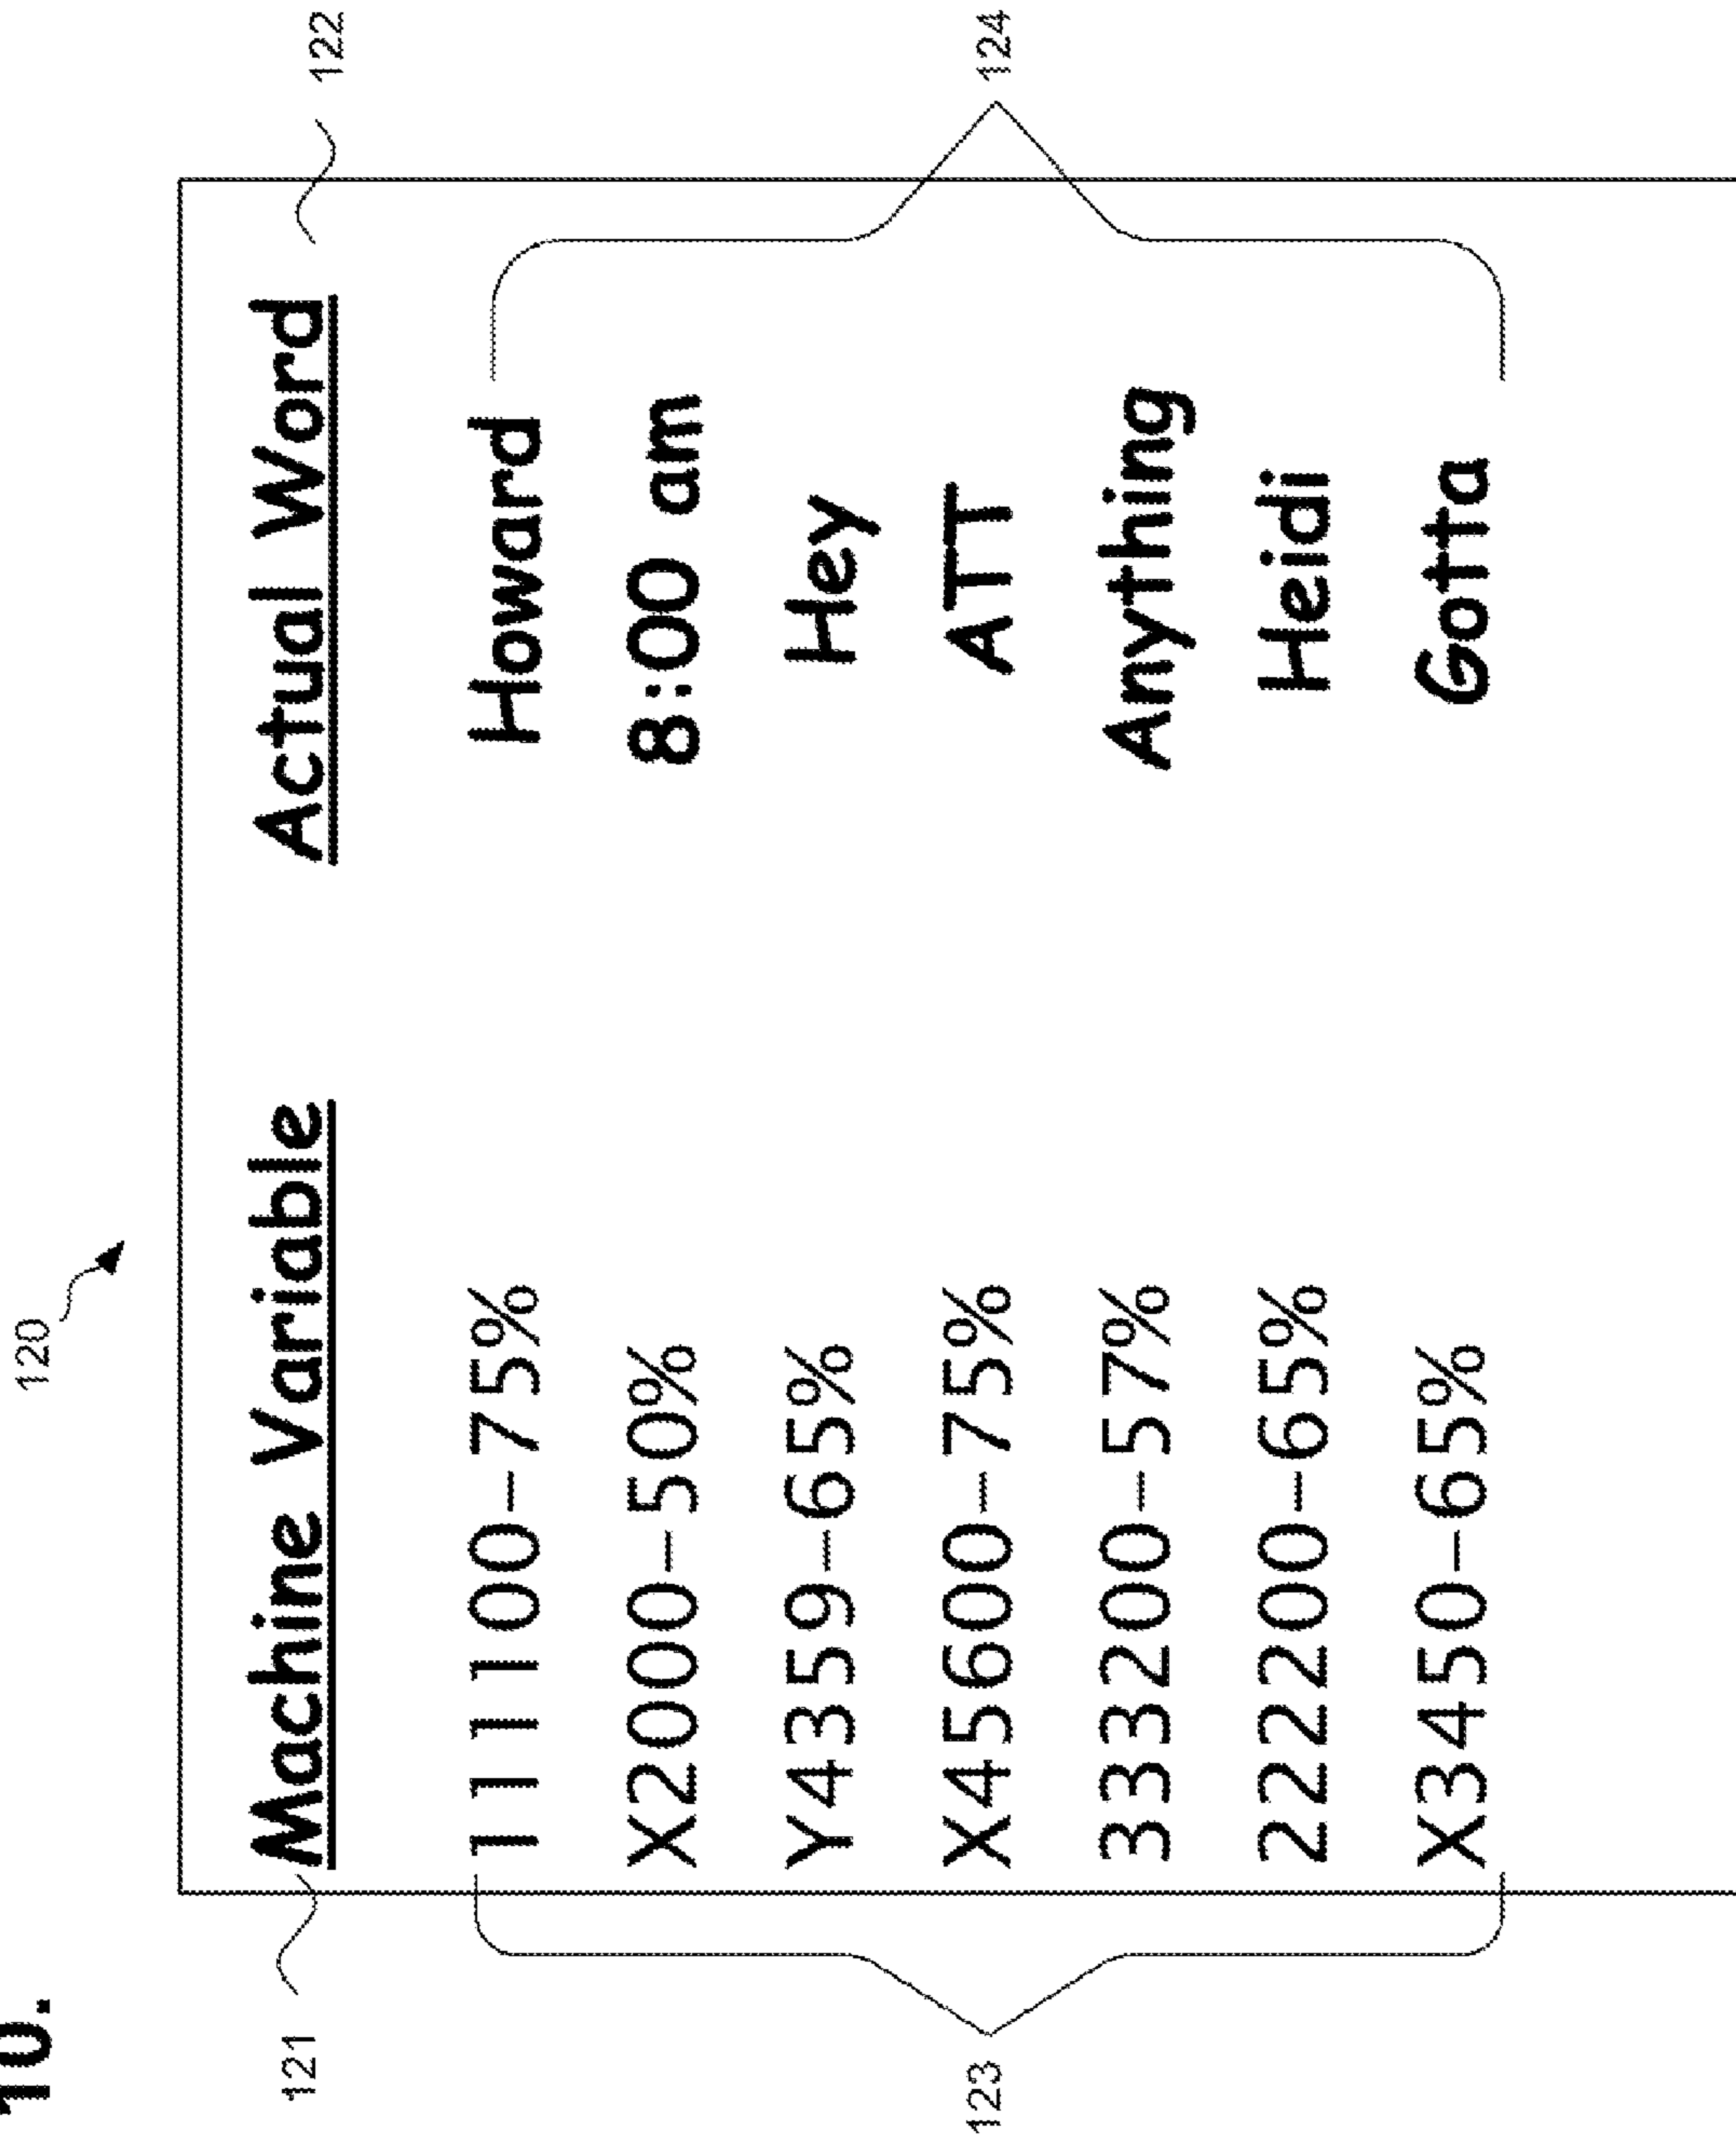 10.
120
121 Machine Variable Actual Word 122
111100-75% Howard
X2000-50% 8:00 am
Y4359-65% Hey
123 X45600-75% ATT 124
333200-57% Anything
222200-65% Heidi
X3450-65% Gotta